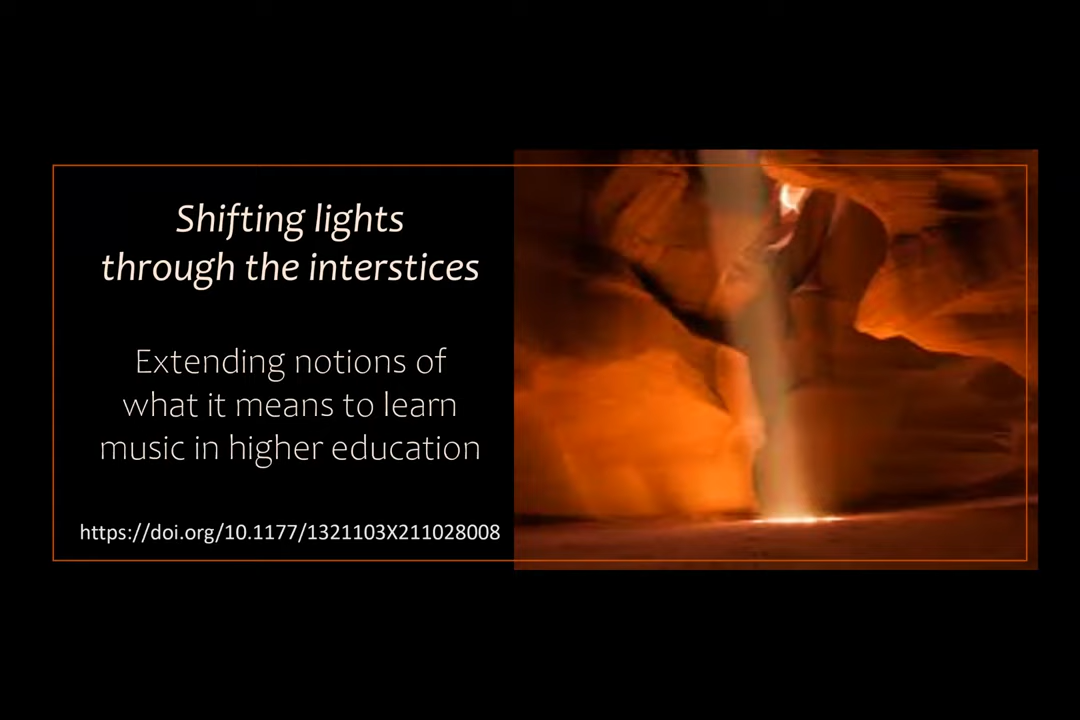 Shifting lights
through the interstices
Extending notions of
what it means to learn
music in higher education
https://doi.org/10.1177/1321103X211028008